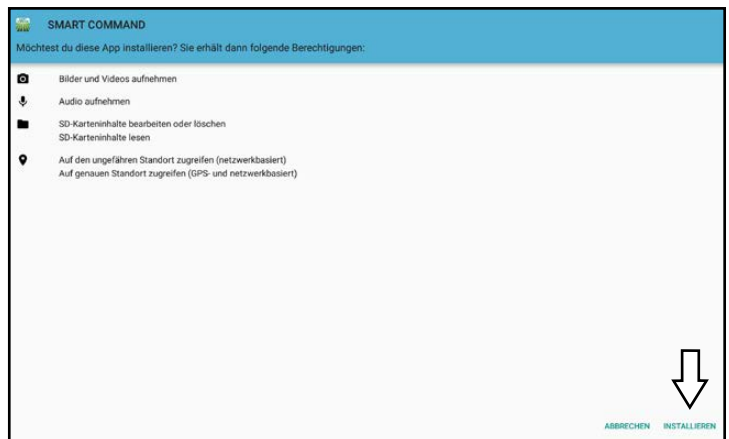 SMART COMMAND
Möchtest du diese App installieren? Sie erhält dann folgende Berechtigungen:
Bilder und Videos aufnehmen
Audio aufnehmen
SD-Karteninhalte bearbeiten oder löschen
SD-Karteninhalte lesen
Auf den ungefähren Standort zugreifen (netzwerkbasiert)
Auf genauen Standort zugreifen (GPS- und netzwerkbasiert)
ABBRECHEN INSTALLIEREN